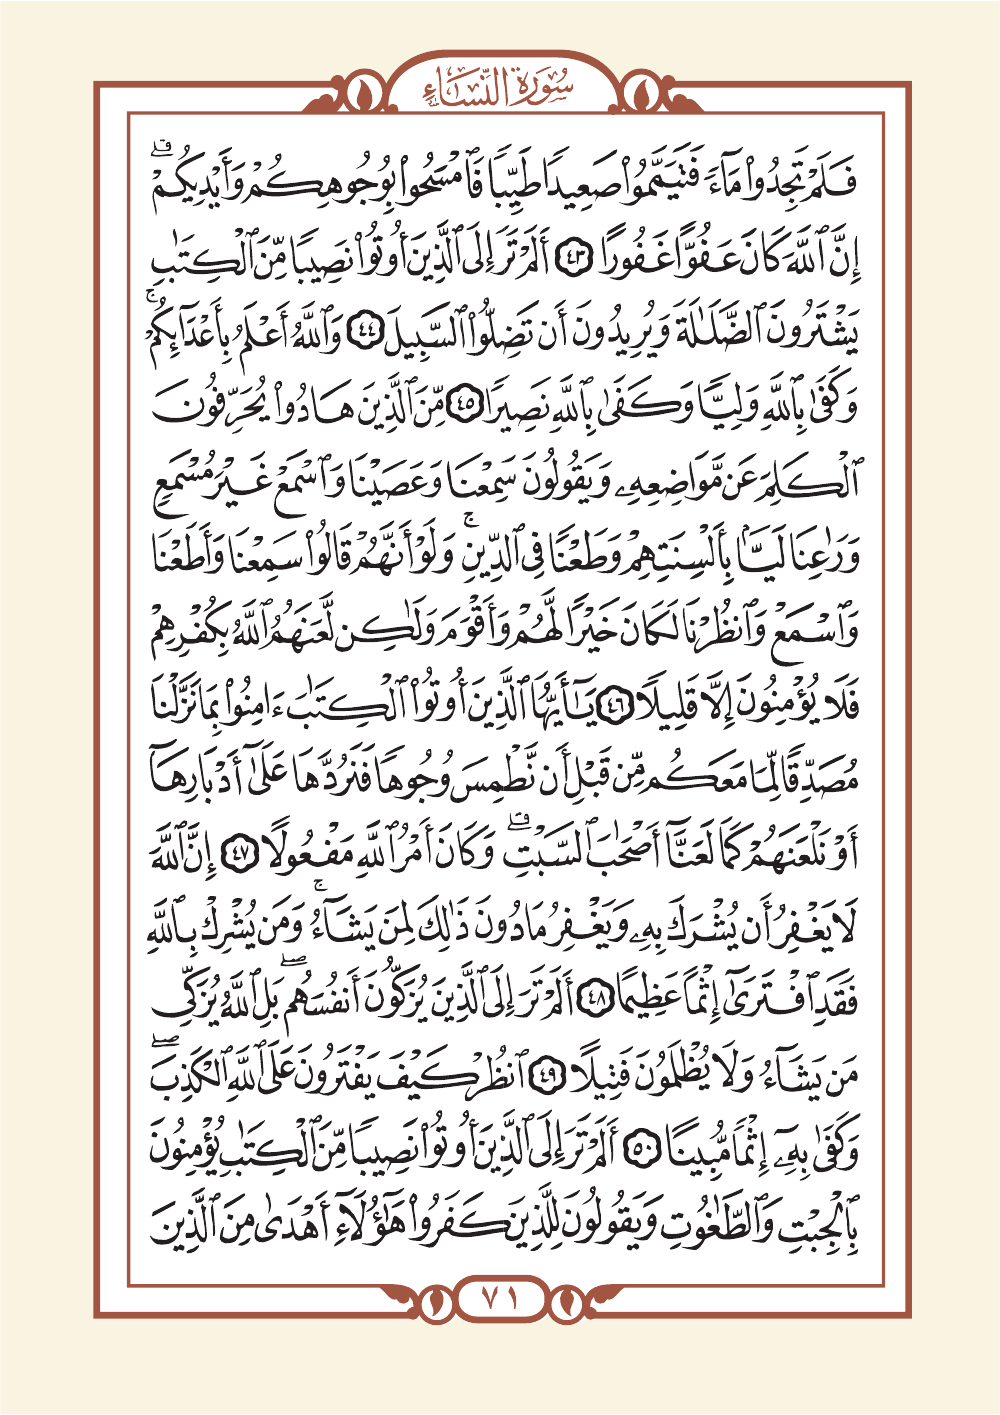 سُورَةُ النِّسَاءِ
فَلَمْ تَجِدُوا۟ مَآءً فَتَيَمَّمُوا۟ صَعِيدًا طَيِّبًا فَٱمْسَحُوا۟ بِوُجُوهِكُمْ وَأَيْدِيكُمْ ۗ
إِنَّ ٱللَّهَ كَانَ عَفُوًّا غَفُورًا ٤٣ أَلَمْ تَرَ إِلَى ٱلَّذِينَ أُوتُوا۟ نَصِيبًا مِّنَ ٱلْكِتَٰبِ
يَشْتَرُونَ ٱلضَّلَٰلَةَ وَيُرِيدُونَ أَن تَضِلُّوا۟ ٱلسَّبِيلَ ٤٤ وَٱللَّهُ أَعْلَمُ بِأَعْدَآئِكُمْ ۚ
وَكَفَىٰ بِٱللَّهِ وَلِيًّا وَكَفَىٰ بِٱللَّهِ نَصِيرًا ٤٥ مِّنَ ٱلَّذِينَ هَادُوا۟ يُحَرِّفُونَ
ٱلْكَلِمَ عَن مَّوَاضِعِهِۦ وَيَقُولُونَ سَمِعْنَا وَعَصَيْنَا وَٱسْمَعْ غَيْرَ مُسْمَعٍ
وَرَٰعِنَا لَيًّۢا بِأَلْسِنَتِهِمْ وَطَعْنًا فِى ٱلدِّينِ ۚ وَلَوْ أَنَّهُمْ قَالُوا۟ سَمِعْنَا وَأَطَعْنَا
وَٱسْمَعْ وَٱنظُرْنَا لَكَانَ خَيْرًا لَّهُمْ وَأَقْوَمَ وَلَٰكِن لَّعَنَهُمُ ٱللَّهُ بِكُفْرِهِمْ
فَلَا يُؤْمِنُونَ إِلَّا قَلِيلًا ٤٦ يَٰٓأَيُّهَا ٱلَّذِينَ أُوتُوا۟ ٱلْكِتَٰبَ ءَامِنُوا۟ بِمَا نَزَّلْنَا
مُصَدِّقًا لِّمَا مَعَكُم مِّن قَبْلِ أَن نَّطْمِسَ وُجُوهًا فَنَرُدَّهَا عَلَىٰٓ أَدْبَارِهَآ
أَوْ نَلْعَنَهُمْ كَمَا لَعَنَّآ أَصْحَٰبَ ٱلسَّبْتِ ۗ وَكَانَ أَمْرُ ٱللَّهِ مَفْعُولًا ٤٧ إِنَّ ٱللَّهَ
لَا يَغْفِرُ أَن يُشْرَكَ بِهِۦ وَيَغْفِرُ مَا دُونَ ذَٰلِكَ لِمَن يَشَآءُ ۚ وَمَن يُشْرِكْ بِٱللَّهِ
فَقَدِ ٱفْتَرَىٰٓ إِثْمًا عَظِيمًا ٤٨ أَلَمْ تَرَ إِلَى ٱلَّذِينَ يُزَكُّونَ أَنفُسَهُم ۖ بَلِ ٱللَّهُ يُزَكِّى
مَن يَشَآءُ وَلَا يُظْلَمُونَ فَتِيلًا ٤٩ ٱنظُرْ كَيْفَ يَفْتَرُونَ عَلَى ٱللَّهِ ٱلْكَذِبَ ۖ
وَكَفَىٰ بِهِۦٓ إِثْمًا مُّبِينًا ٥٠ أَلَمْ تَرَ إِلَى ٱلَّذِينَ أُوتُوا۟ نَصِيبًا مِّنَ ٱلْكِتَٰبِ يُؤْمِنُونَ
بِٱلْجِبْتِ وَٱلطَّٰغُوتِ وَيَقُولُونَ لِلَّذِينَ كَفَرُوا۟ هَٰٓؤُلَآءِ أَهْدَىٰ مِنَ ٱلَّذِينَ
٧١